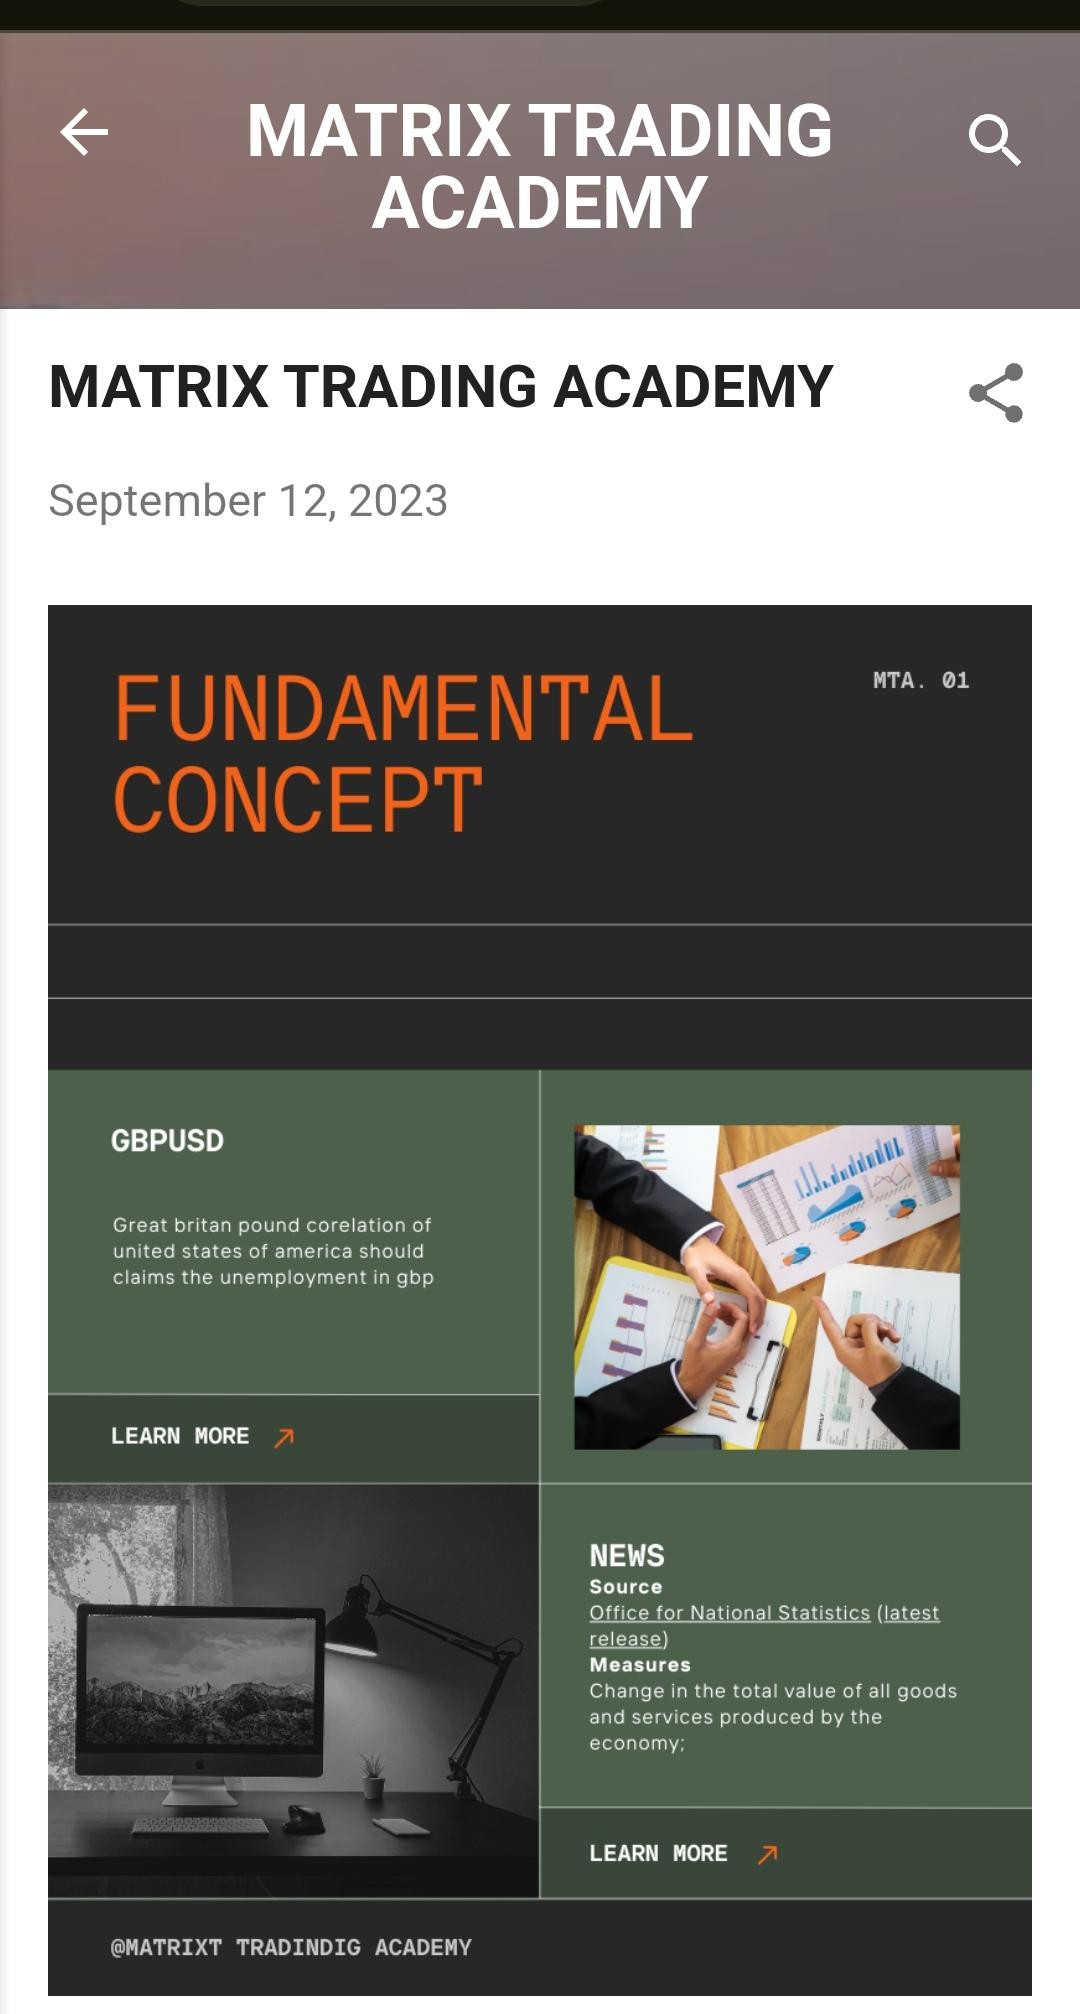 MATRIX TRADING
ACADEMY
MATRIX TRADING ACADEMY
September 12, 2023
FUNDAMENTAL
CONCEPT
MTA. 01
GBPUSD
Great britan pound corelation of
united states of america should
claims the unemployment in gbp
LEARN MORE
NEWS
Source
Office for National Statistics (latest
release)
Measures
Change in the total value of all goods
and services produced by the
economy;
LEARN MORE
@MATRIXT TRADINDIG ACADEMY